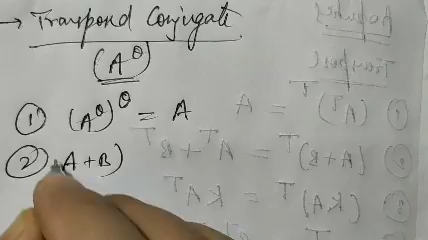 → Transpond Conjugate
(A^θ)
① (A^θ)^θ = A
② (A+B)